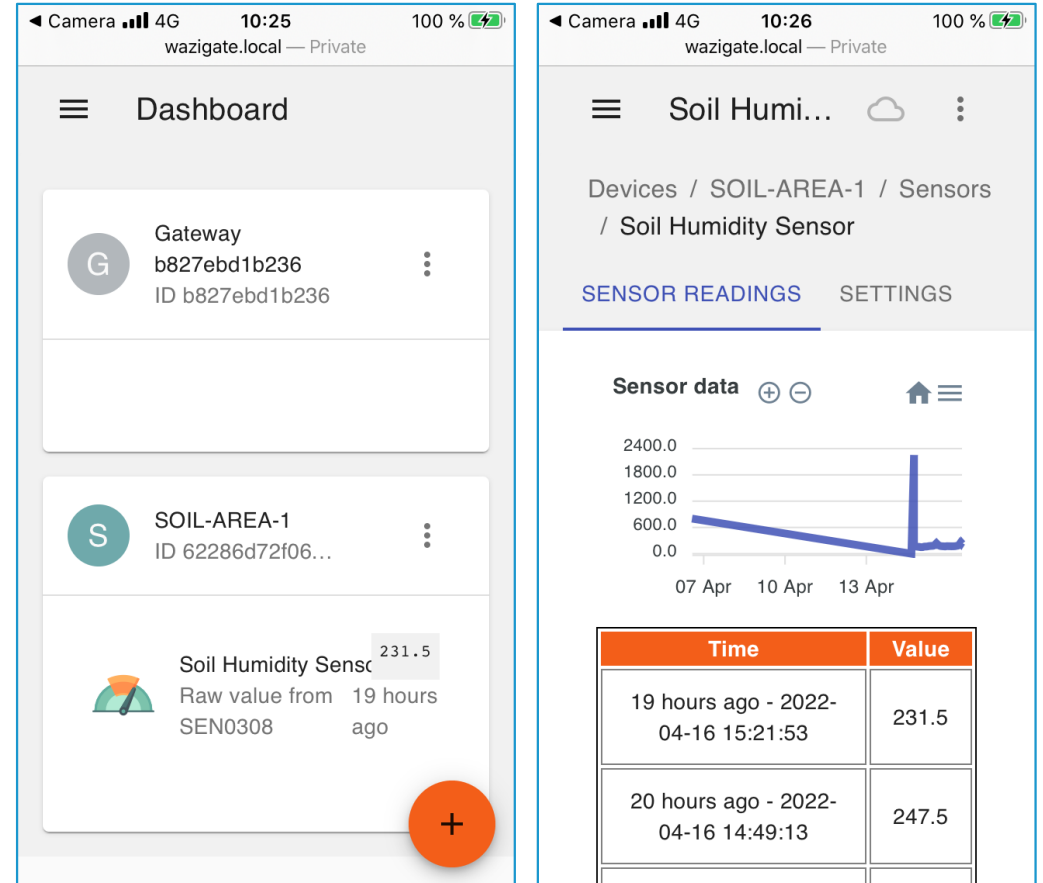 ◀ Camera 4G 10:25 100 %
wazigate.local — Private
Dashboard
G
Gateway
b827ebd1b236
ID b827ebd1b236
S
SOIL-AREA-1
ID 62286d72f06...
Soil Humidity Senso
231.5
Raw value from
SEN0308
19 hours
ago
+
◀ Camera 4G 10:26 100 %
wazigate.local — Private
Soil Humi...
Devices / SOIL-AREA-1 / Sensors
/ Soil Humidity Sensor
SENSOR READINGS SETTINGS
Sensor data
2400.0
1800.0
1200.0
600.0
0.0
07 Apr 10 Apr 13 Apr
Time Value
19 hours ago - 2022-
04-16 15:21:53
231.5
20 hours ago - 2022-
04-16 14:49:13
247.5